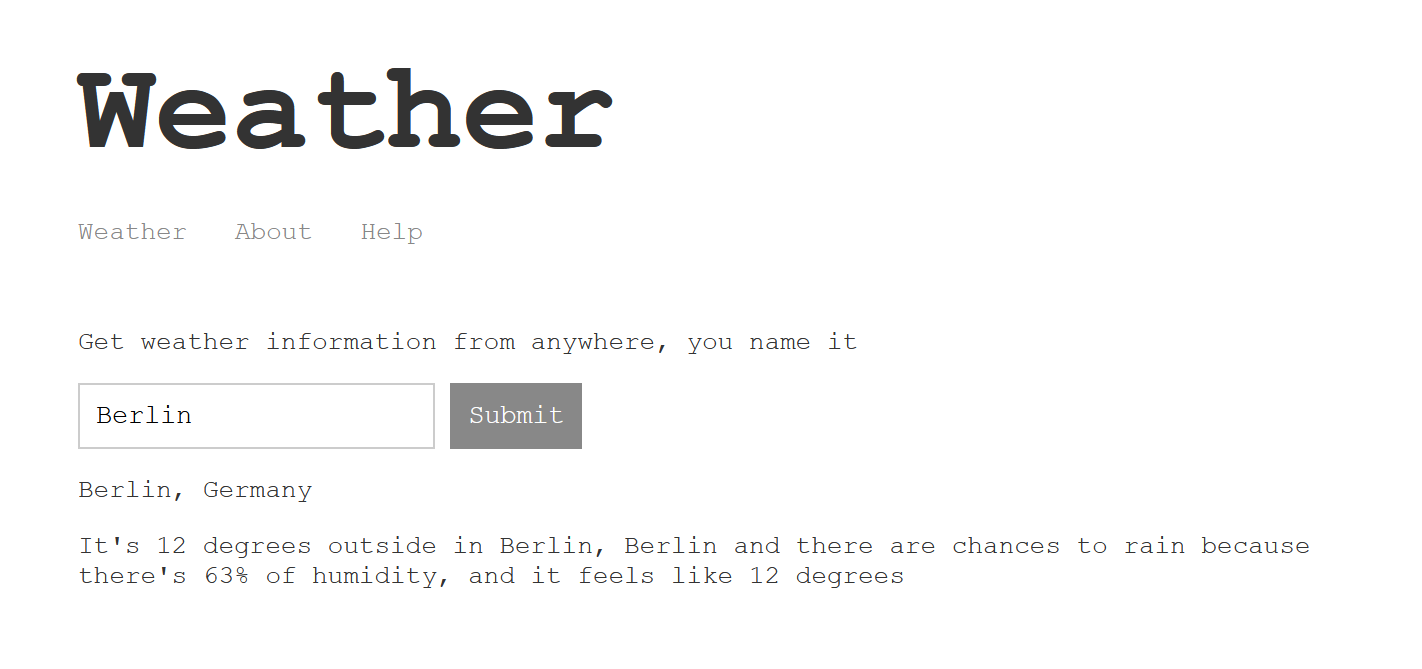 Weather
Weather About Help
Get weather information from anywhere, you name it
Berlin Submit
Berlin, Germany
It's 12 degrees outside in Berlin, Berlin and there are chances to rain because
there's 63% of humidity, and it feels like 12 degrees